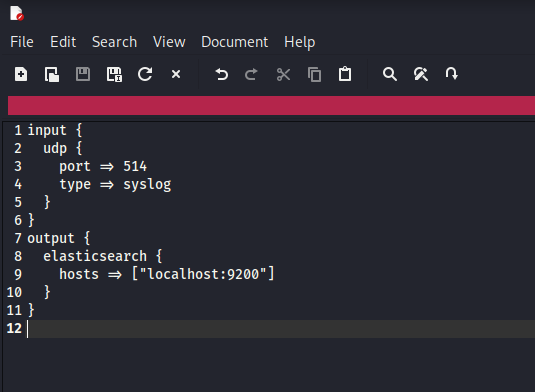 File Edit Search View Document Help
1 input {
2 udp {
3 port => 514
4 type => syslog
5 }
6 }
7 output {
8 elasticsearch {
9 hosts => ["localhost:9200"]
10 }
11 }
12